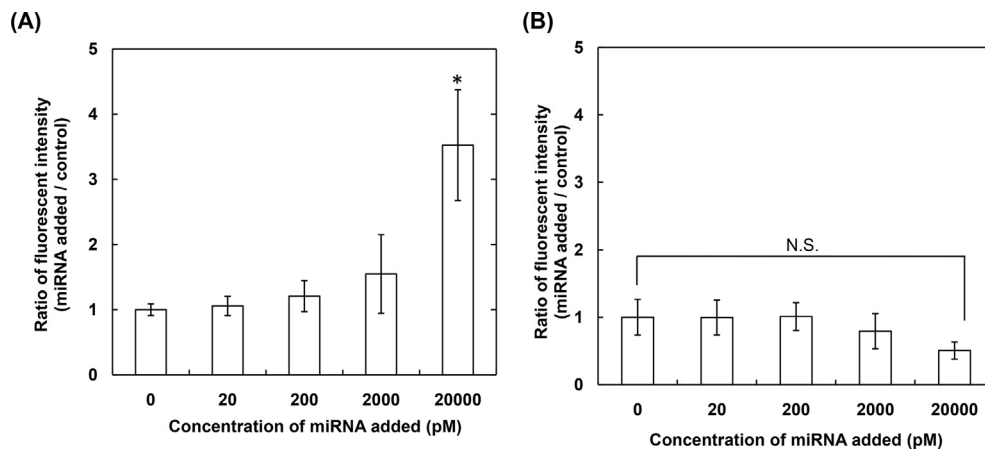 (A)
Ratio of fluorescent intensity
(miRNA added / control)
5
4
3
2
1
0
*
0 20 200 2000 20000
Concentration of miRNA added (pM)
(B)
Ratio of fluorescent intensity
(miRNA added / control)
5
4
3
2
1
0
N.S.
0 20 200 2000 20000
Concentration of miRNA added (pM)